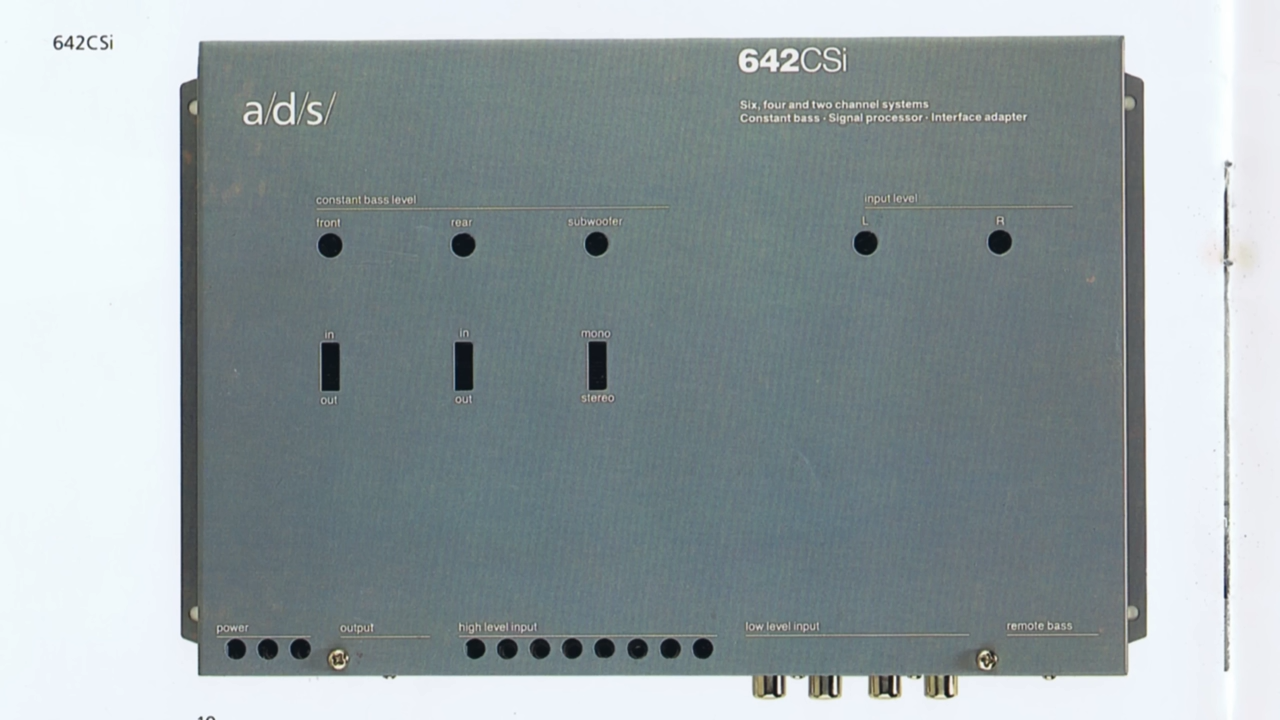 642CSi
642CSi
a/d/s/
Six, four and two channel systems
Constant bass - Signal processor - Interface adapter
constant bass level
input level
front rear subwoofer
L R
in in mono
out out stereo
power output high level input low level input remote bass